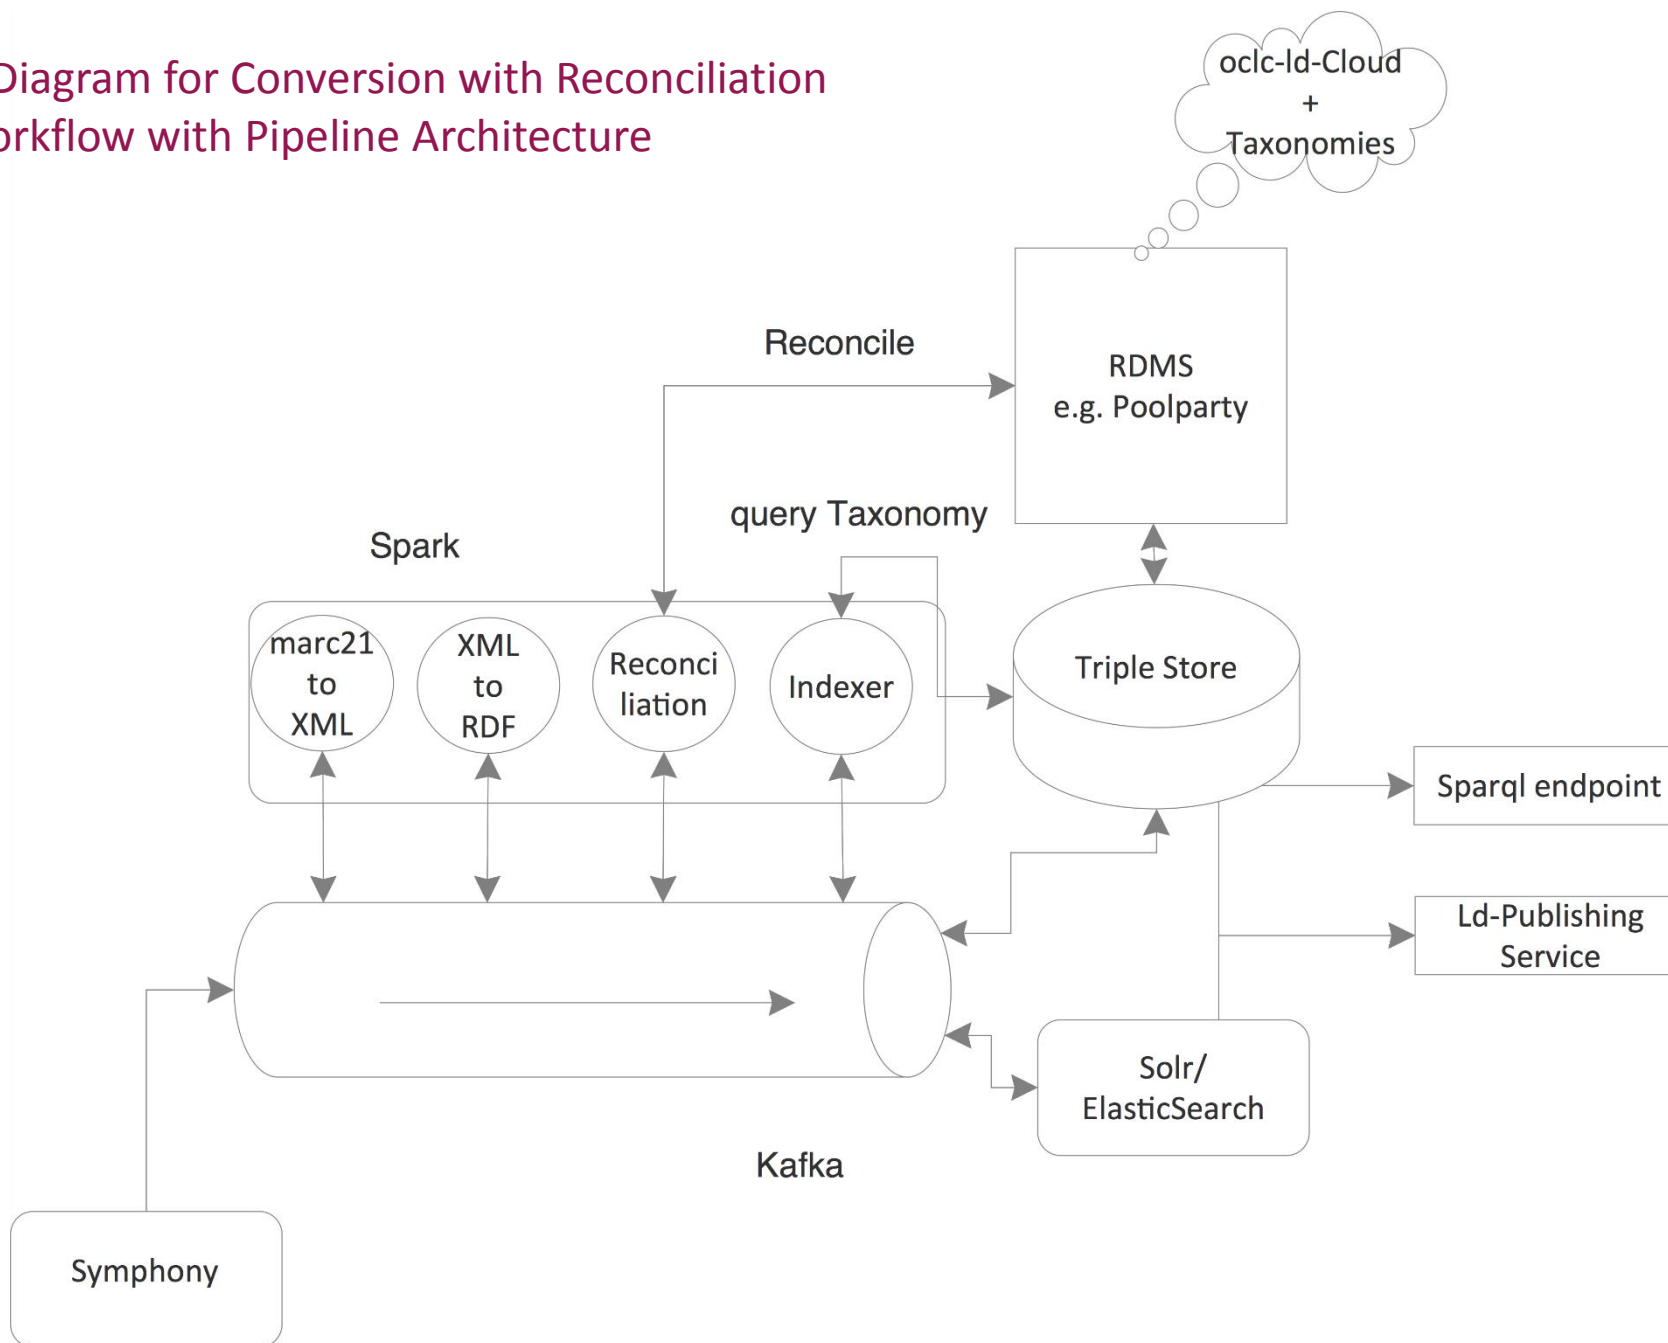 Diagram for Conversion with Reconciliation
orkflow with Pipeline Architecture
oclc-ld-Cloud
+
Taxonomies
Reconcile
RDMS
e.g. Poolparty
query Taxonomy
Spark
marc21
to
XML
XML
to
RDF
Reconci
liation
Indexer
Triple Store
Sparql endpoint
Ld-Publishing
Service
Solr/
ElasticSearch
Kafka
Symphony